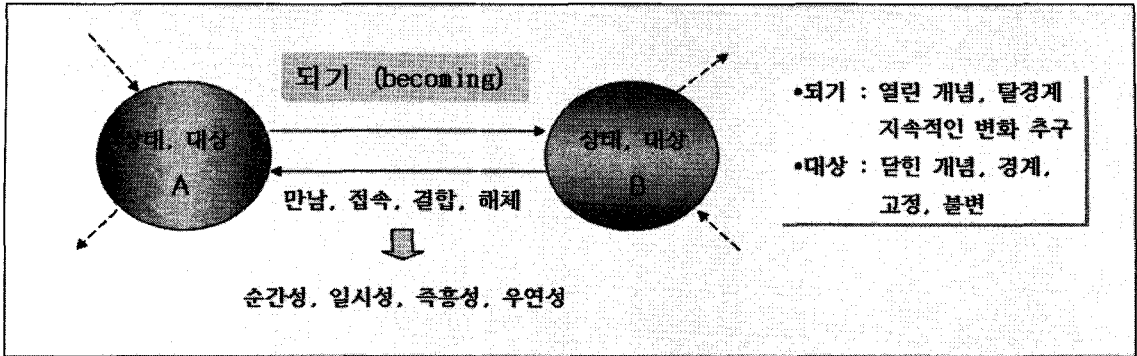 되기 (becoming)
상태, 대상
A
상태, 대상
B
만남, 접속, 결합, 해체
순간성, 일시성, 즉흥성, 우연성
•되기 : 열린 개념, 탈경계
지속적인 변화 추구
•대상 : 닫힌 개념, 경계,
고정, 불변